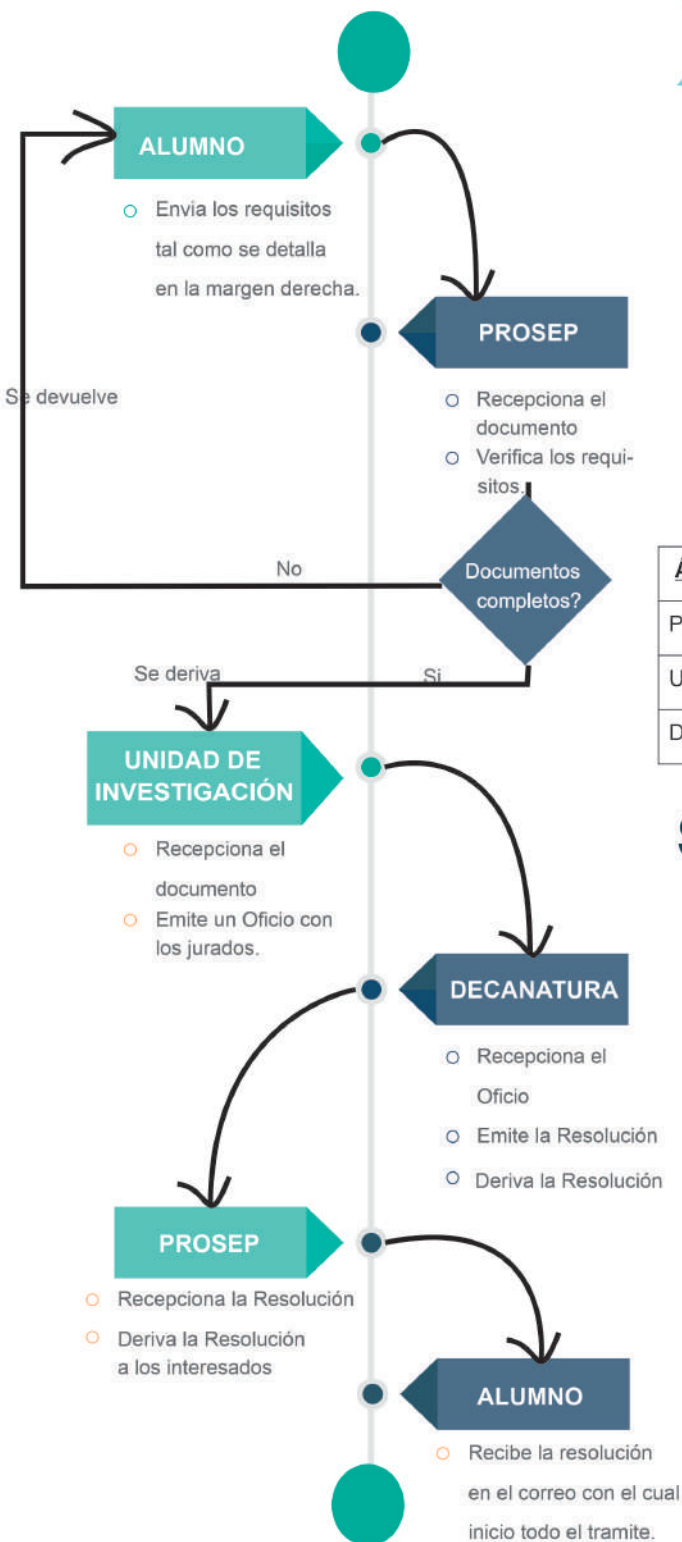 ALUMNO
Envia los requisitos
tal como se detalla
en la margen derecha.
PROSEP
Se devuelve
Recepciona el
documento
Verifica los requi-
sitos.
No
Documentos
completos?
Se deriva
Si
UNIDAD DE
INVESTIGACIÓN
Recepciona el
documento
Emite un Oficio con
los jurados.
DECANATURA
Recepciona el
Oficio
Emite la Resolución
Deriva la Resolución
PROSEP
Recepciona la Resolución
Deriva la Resolución
a los interesados
ALUMNO
Recibe la resolución
en el correo con el cual
inicio todo el tramite.